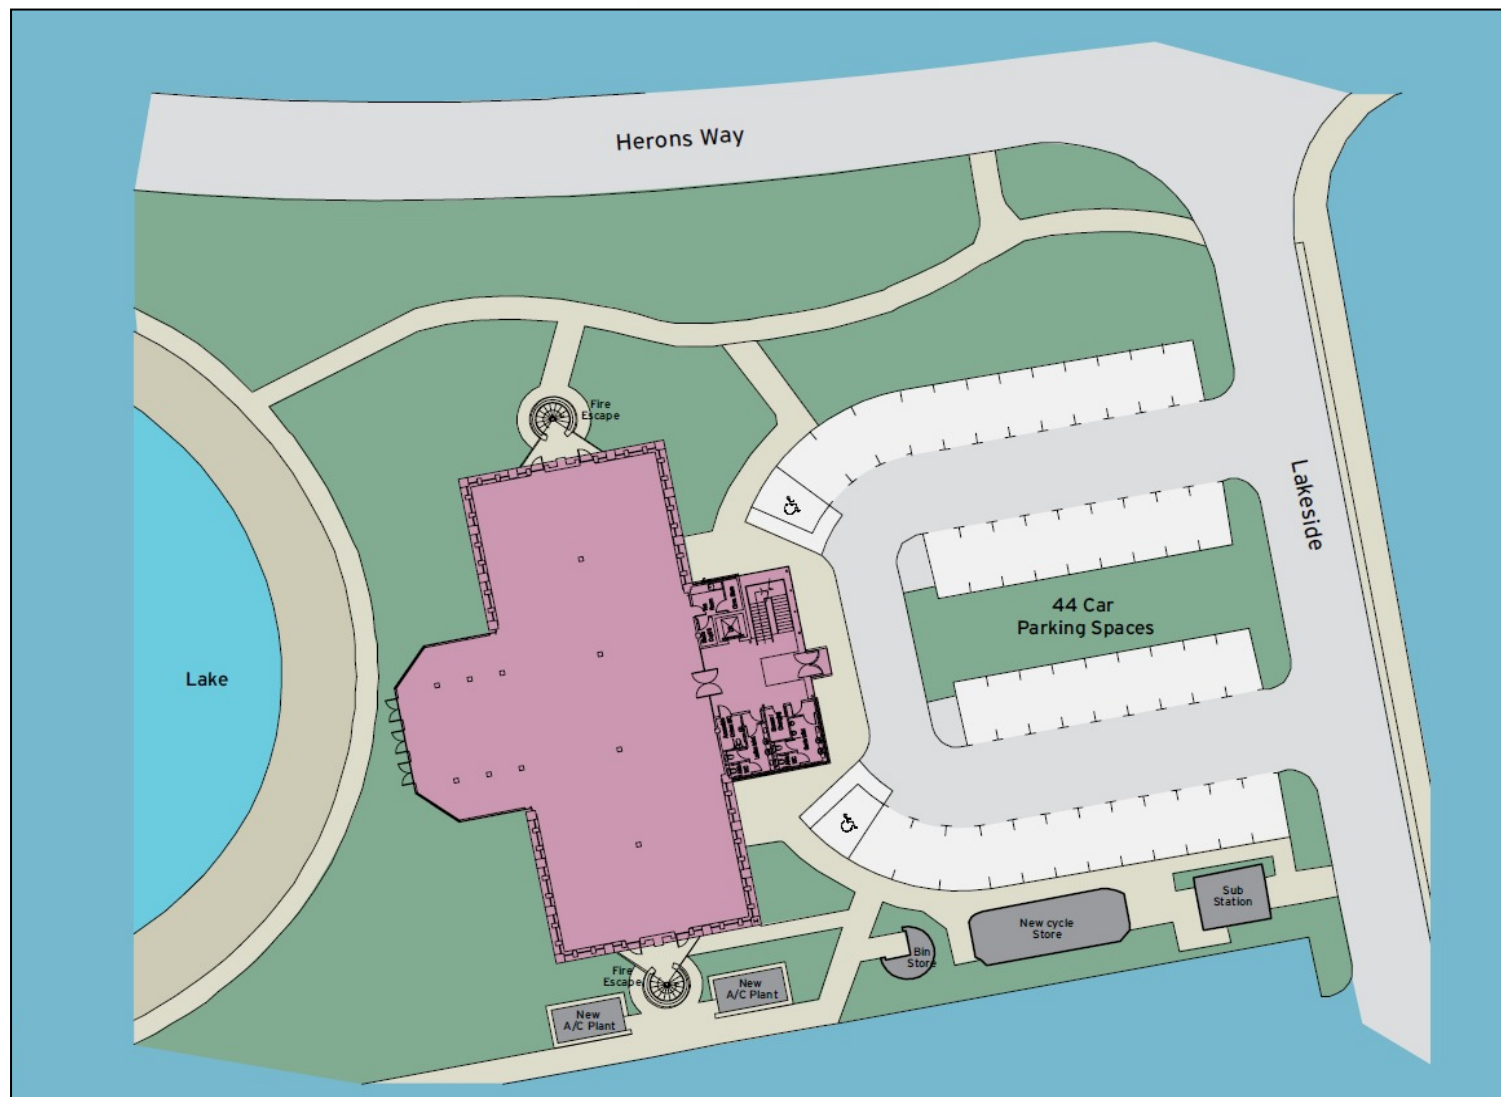 Herons Way
Fire
Escape
Lakeside
44 Car
Parking Spaces
Lake
Sub
Station
New cycle
Store
Bin
Store
Fire
Escape
New
A/C Plant
New
A/C Plant